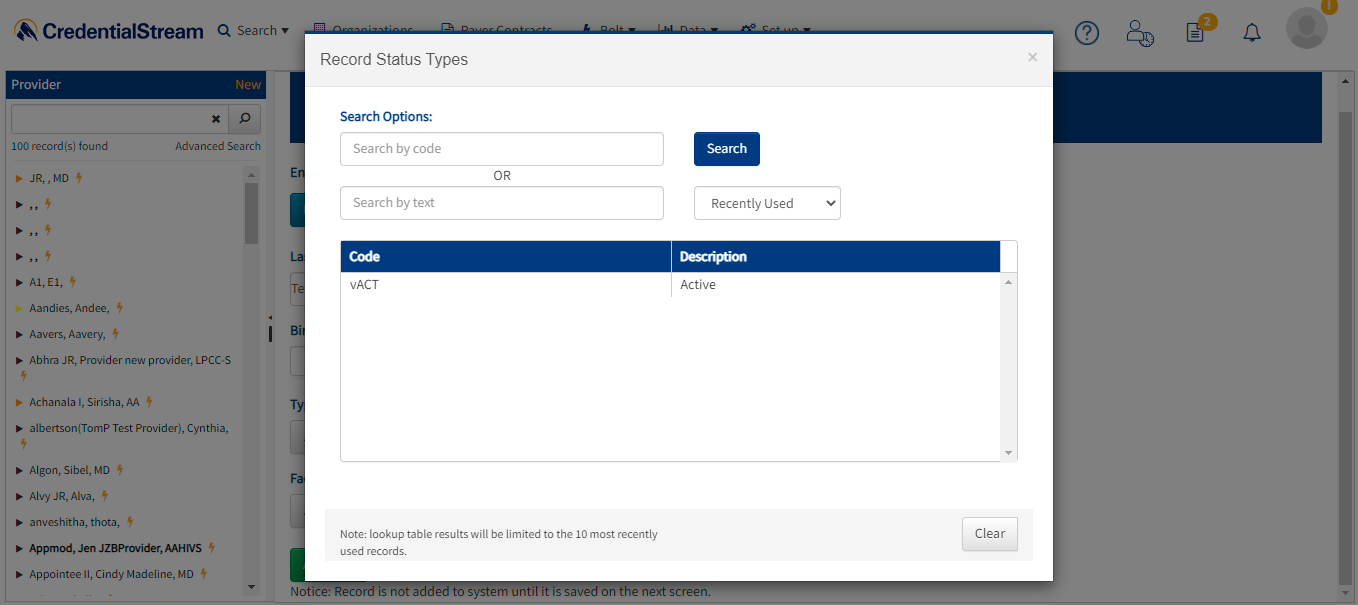 CredentialStream
Search
Organizations
Payer Contracts
Bolt
Data
Set up
2
!
Provider
New
100 record(s) found
Advanced Search
JR, , MD
, ,
, ,
, ,
A1, E1,
Aandies, Andee,
Aavers, Aavery,
Abhra JR, Provider new provider, LPCC-S
Achanala I, Sirisha, AA
albertson(TomP Test Provider), Cynthia,
Algon, Sibel, MD
Alvy JR, Alva,
anveshitha, thota,
Appmod, Jen JZBProvider, AAHIVS
Appointee II, Cindy Madeline, MD
Record Status Types
×
Search Options:
Search by code
Search
OR
Search by text
Recently Used
Code
Description
vACT
Active
Note: lookup table results will be limited to the 10 most recently
used records.
Clear
Notice: Record is not added to system until it is saved on the next screen.